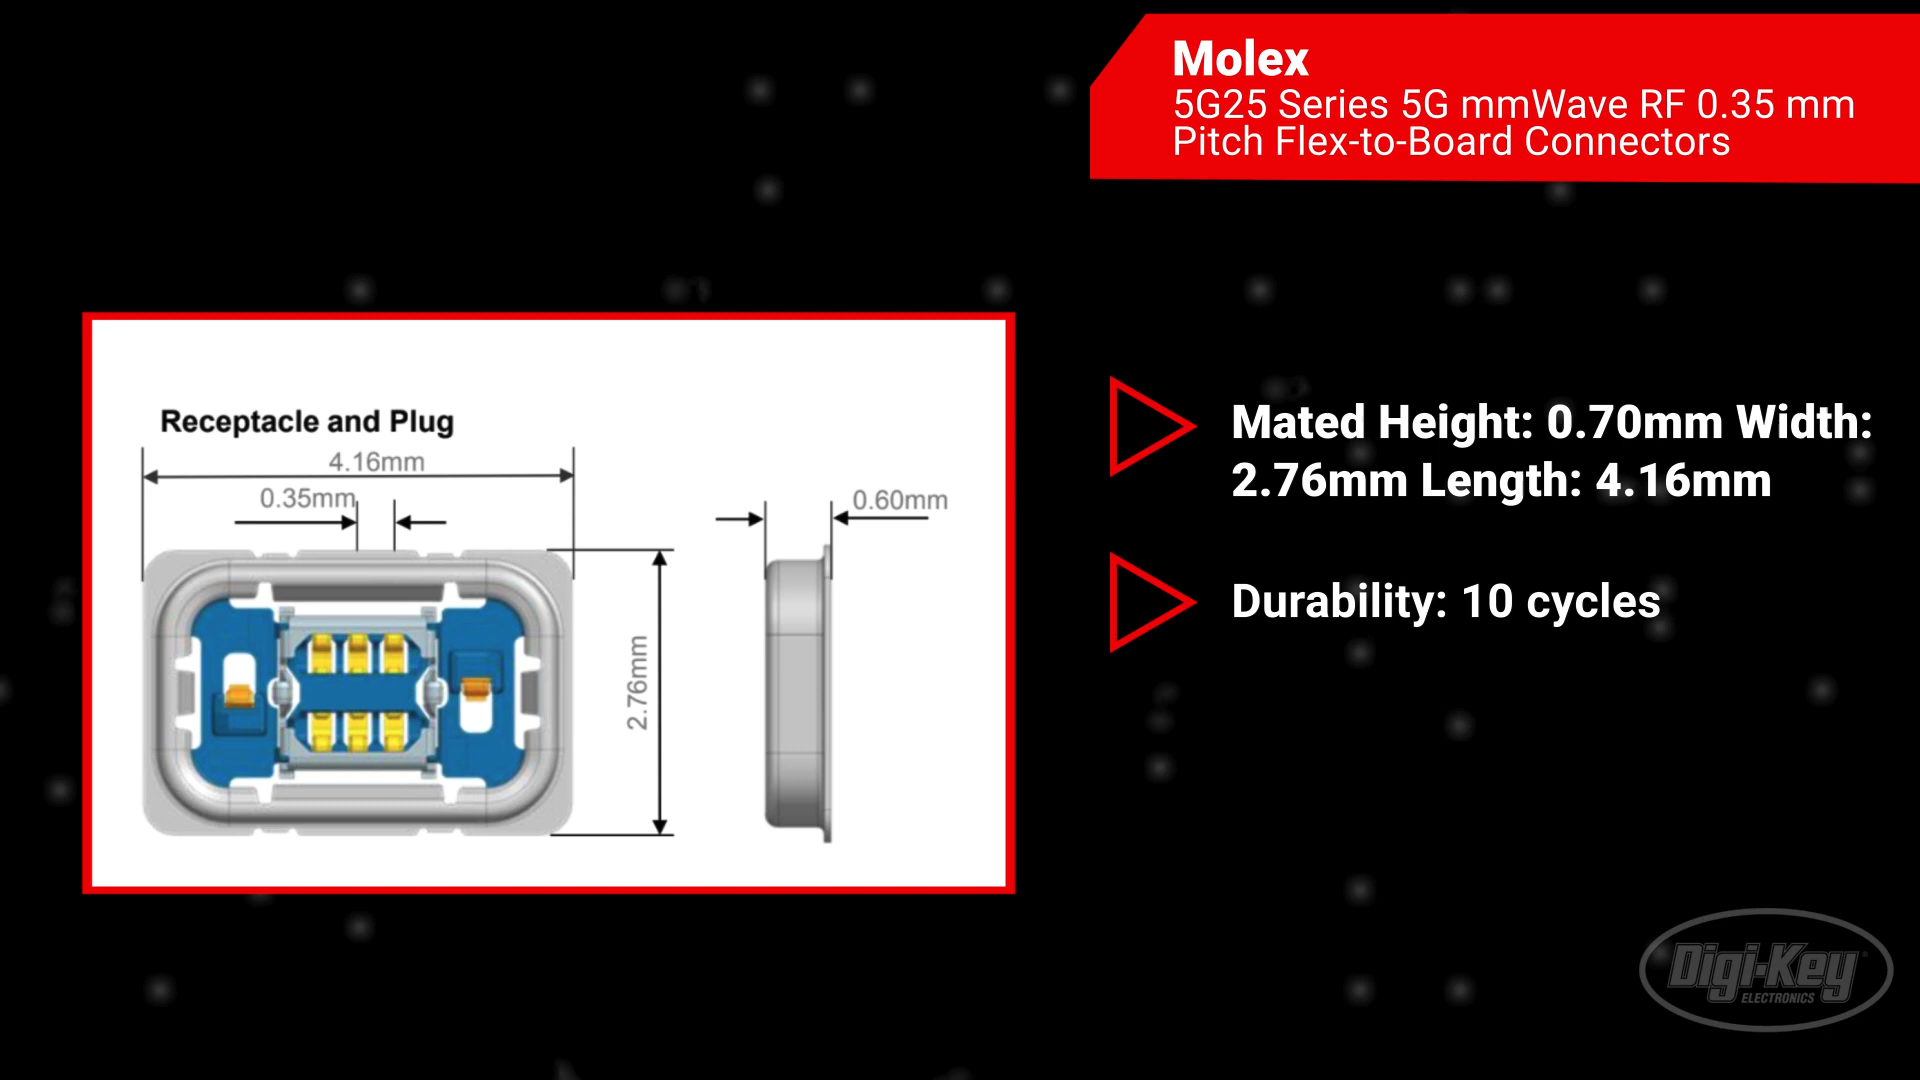 Molex
5G25 Series 5G mmWave RF 0.35 mm
Pitch Flex-to-Board Connectors
Receptacle and Plug
4.16mm
0.35mm
0.60mm
2.76mm
Mated Height: 0.70mm Width:
2.76mm Length: 4.16mm
Durability: 10 cycles
Digi-Key
ELECTRONICS